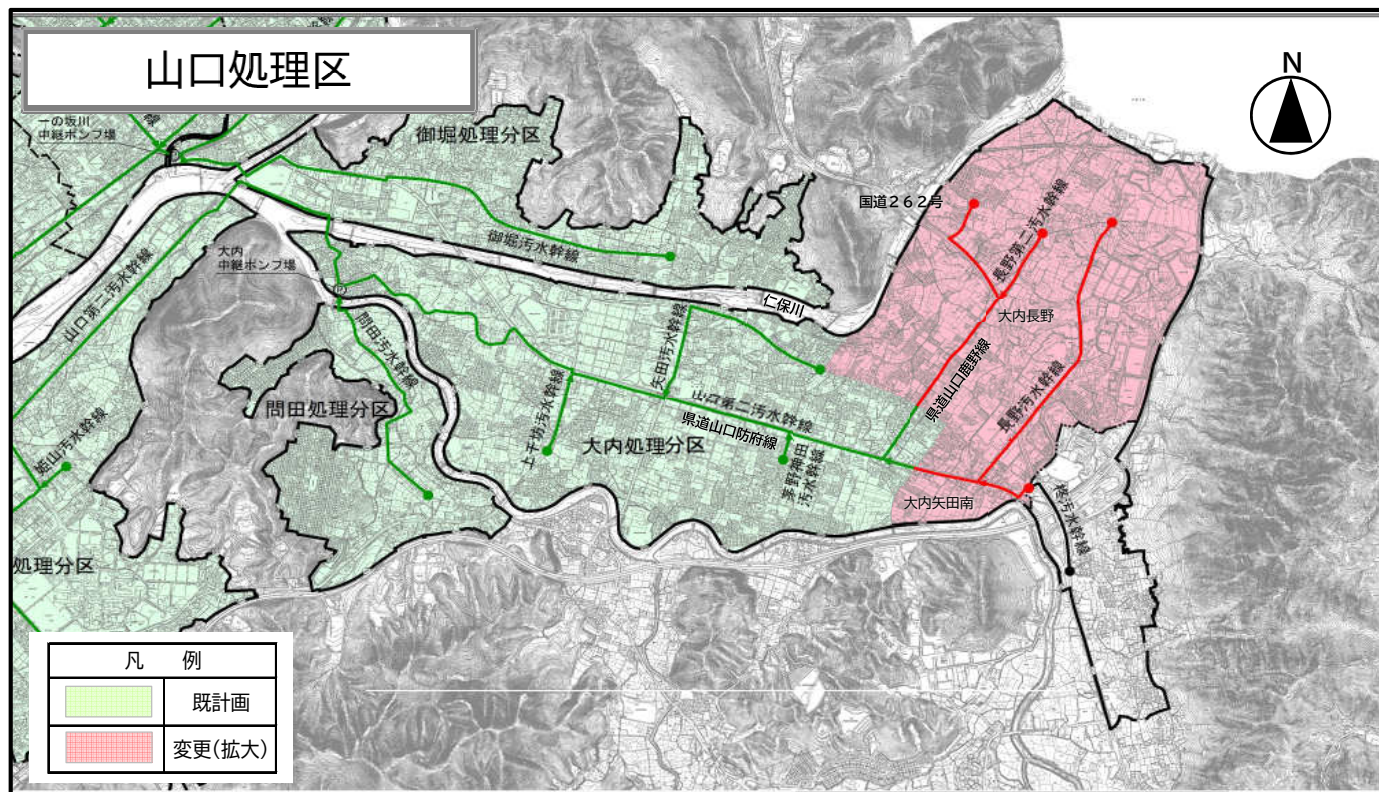 山口処理区
N
一の坂川
中継ポンプ場
御堀処理分区
国道262号
長野第二汚水幹線
御堀汚水幹線
大内
中継ポンプ場
仁保川
大内長野
山口第二汚水幹線
問田汚水幹線
矢田汚水幹線
県道山口鹿野線
長野汚水幹線
問田処理分区
山口第二汚水幹線
県道山口防府線
上千坊汚水幹線
大内処理分区
茅野神田
汚水幹線
姫山汚水幹線
大内矢田南
柊汚水幹線
処理分区
凡 例
既計画
変更(拡大)